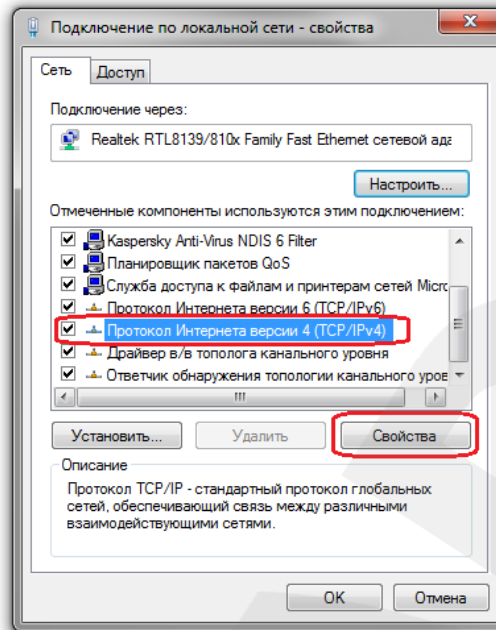 Подключение по локальной сети - свойства
Сеть
Доступ
Подключение через:
Realtek RTL8139/810x Family Fast Ethernet сетевой ада
Настроить...
Отмеченные компоненты используются этим подключением:
Kaspersky Anti-Virus NDIS 6 Filter
Планировщик пакетов QoS
Служба доступа к файлам и принтерам сетей Micro
Протокол Интернета версии 6 (TCP/IPv6)
Протокол Интернета версии 4 (TCP/IPv4)
Драйвер в/в тополога канального уровня
Ответчик обнаружения топологии канального уров
Установить...
Удалить
Свойства
Описание
Протокол TCP/IP - стандартный протокол глобальных
сетей, обеспечивающий связь между различными
взаимодействующими сетями.
OK
Отмена